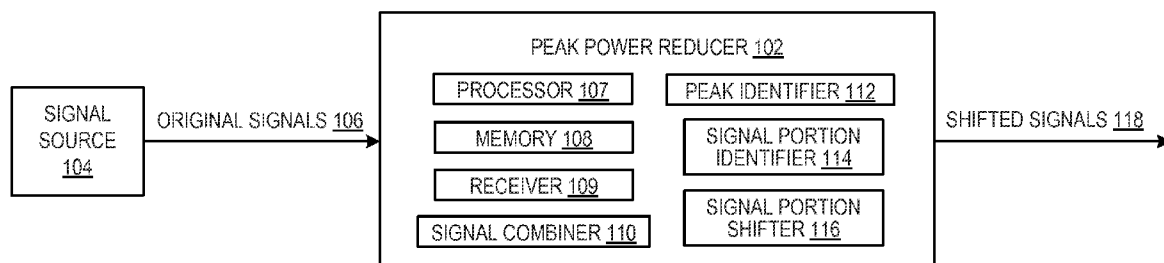 PEAK POWER REDUCER 102
PROCESSOR 107
PEAK IDENTIFIER 112
SIGNAL
SOURCE
104
ORIGINAL SIGNALS 106
MEMORY 108
SIGNAL PORTION
IDENTIFIER 114
SHIFTED SIGNALS 118
RECEIVER 109
SIGNAL COMBINER 110
SIGNAL PORTION
SHIFTER 116